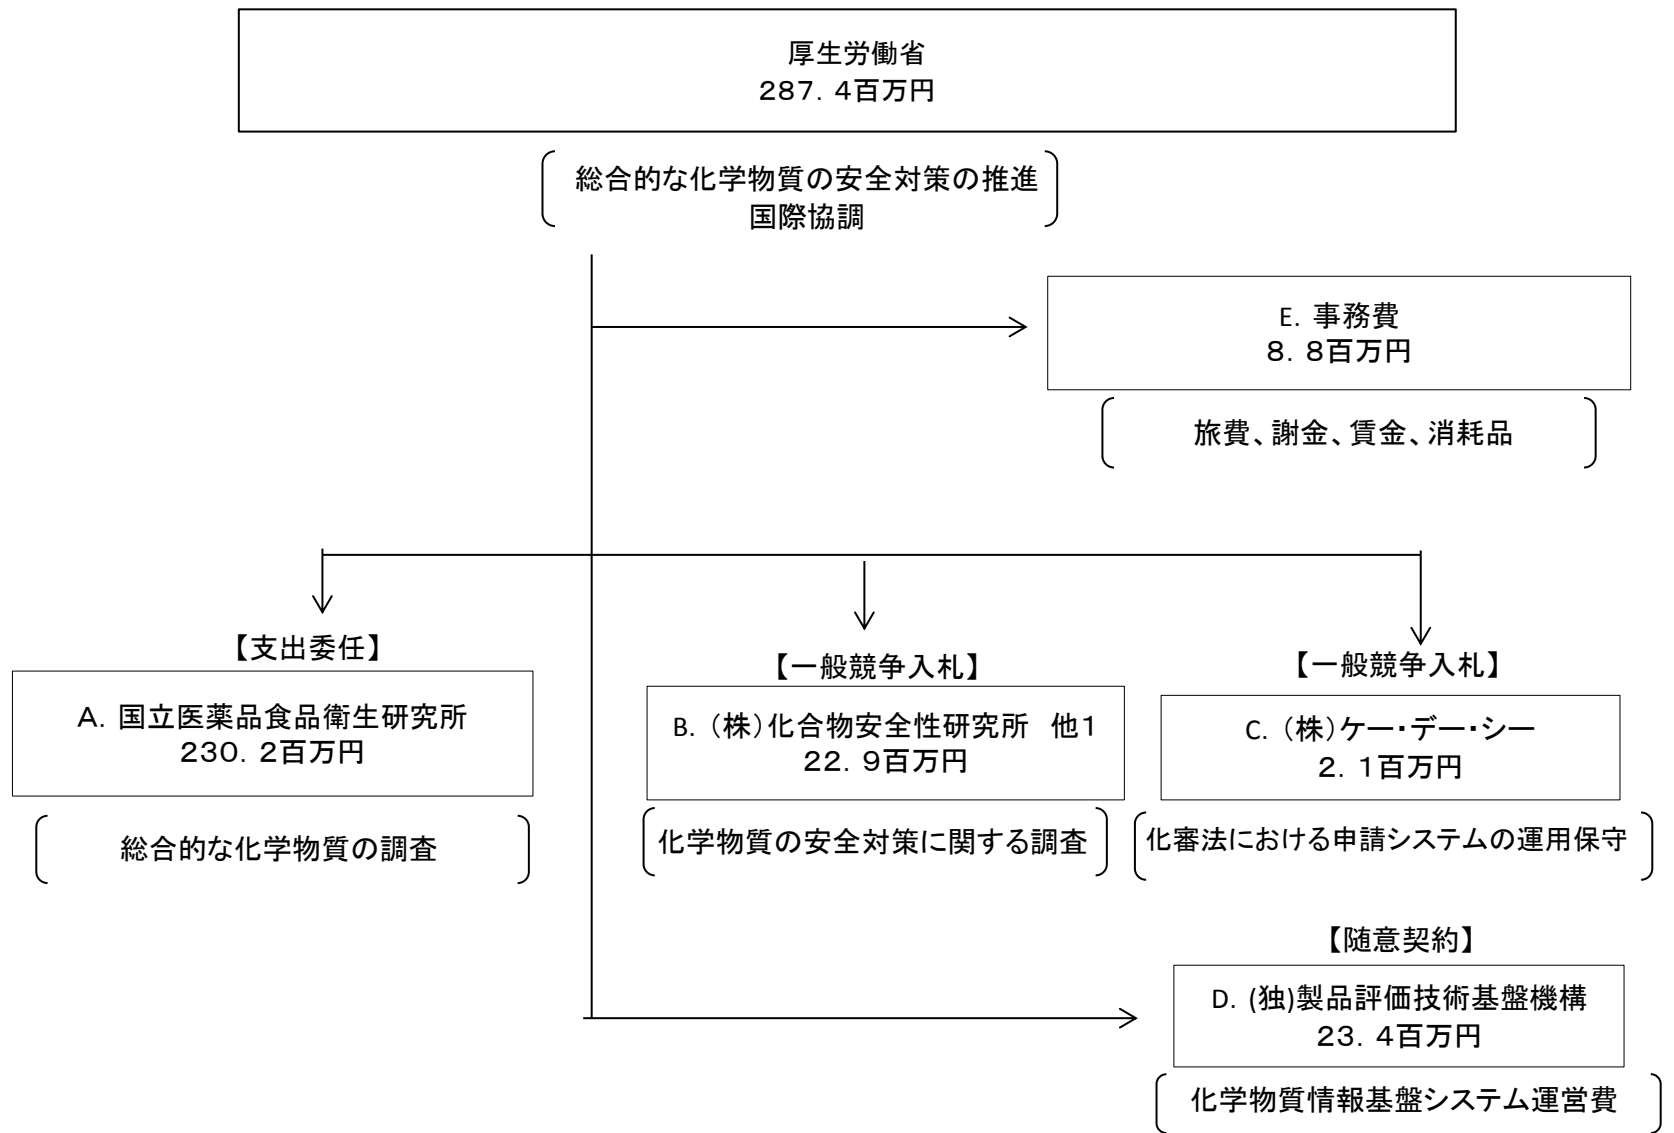 厚生労働省
287．4百万円
総合的な化学物質の安全対策の推進
国際協調
E. 事務費
8．8百万円
旅費、謝金、賃金、消耗品
【支出委任】
A．国立医薬品食品衛生研究所
230．2百万円
総合的な化学物質の調査
【一般競争入札】
B.（株）化合物安全性研究所　他1
22．9百万円
化学物質の安全対策に関する調査
【一般競争入札】
C.（株）ケー・デー・シー
2．1百万円
化審法における申請システムの運用保守
【随意契約】
D. (独)製品評価技術基盤機構
23．4百万円
化学物質情報基盤システム運営費